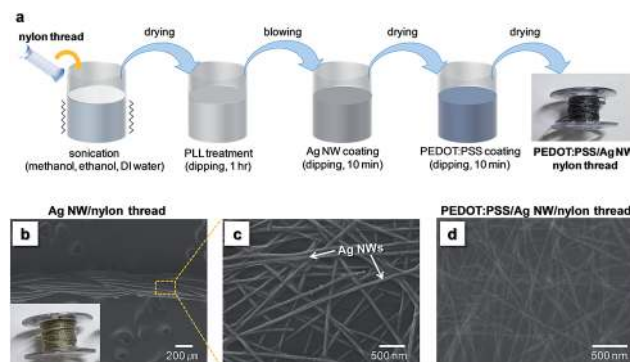 a
nylon thread
drying
blowing
drying
drying
sonication
(methanol, ethanol, DI water)
PLL treatment
(dipping, 1 hr)
Ag NW coating
(dipping, 10 min)
PEDOT:PSS coating
(dipping, 10 min)
PEDOT:PSS/Ag NW
nylon thread
Ag NW/nylon thread
PEDOT:PSS/Ag NW/nylon thread
b
200 μm
c
Ag NWs
500 nm
d
500 nm